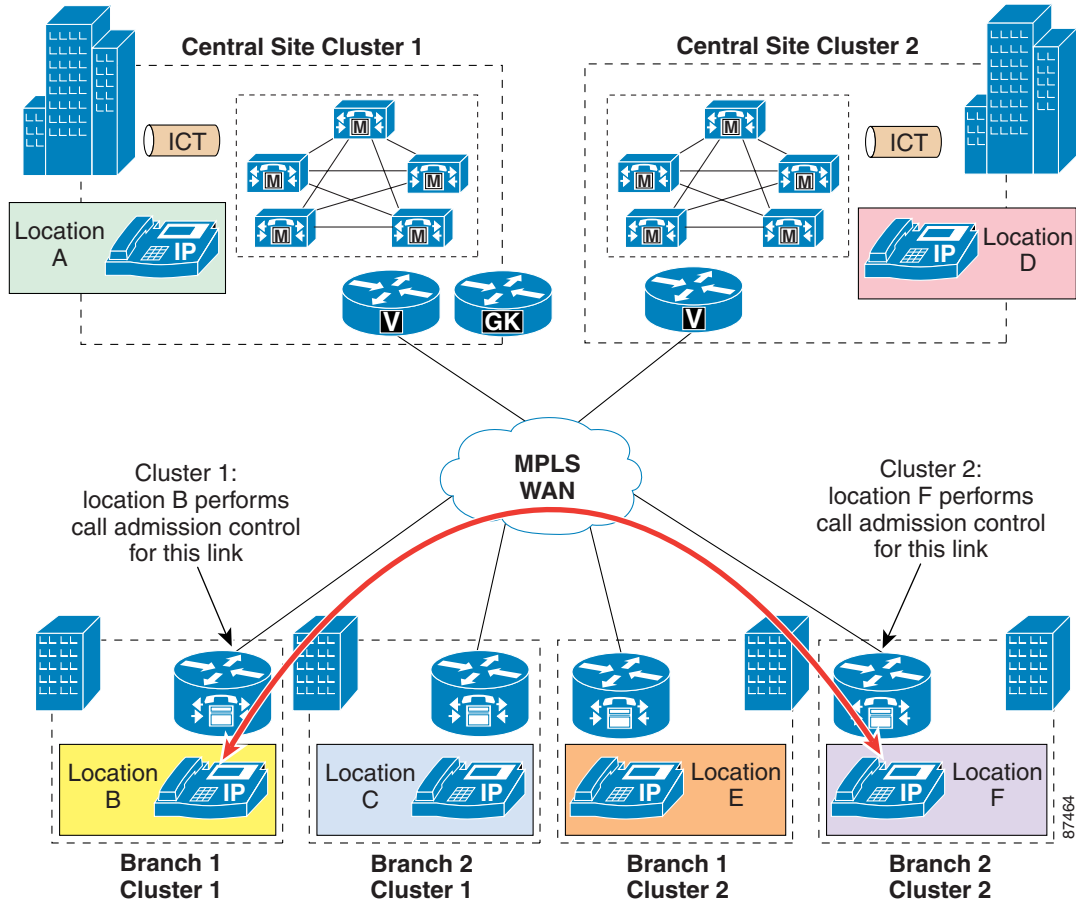 Central Site Cluster 1
Central Site Cluster 2
ICT
M
M
M
M
M
M
M
M
M
M
ICT
Location
A
IP
IP
Location
D
V
GK
V
MPLS
WAN
Cluster 1:
location B performs
call admission control
for this link
Cluster 2:
location F performs
call admission control
for this link
Location
B
IP
Location
C
IP
IP
Location
E
IP
Location
F
87464
Branch 1
Cluster 1
Branch 2
Cluster 1
Branch 1
Cluster 2
Branch 2
Cluster 2